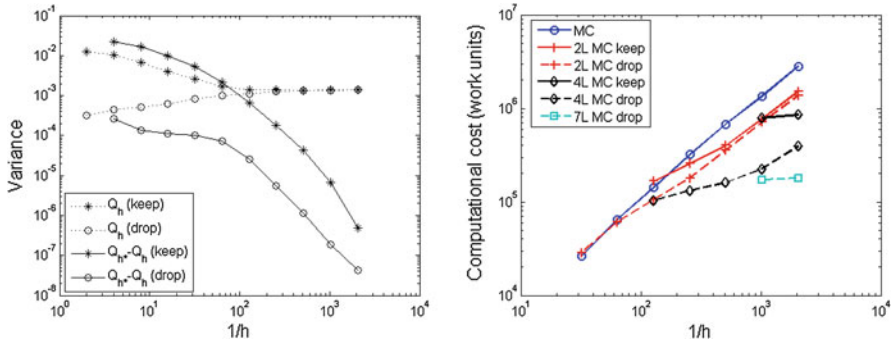 Variance
10^-1
10^-2
10^-3
10^-4
10^-5
10^-6
10^-7
10^-8
Q_h (keep)
Q_h (drop)
Q_h*-Q_h (keep)
Q_h*-Q_h (drop)
10^0
10^1
10^2
10^3
10^4
1/h
Computational cost (work units)
10^7
10^6
10^5
10^4
MC
2L MC keep
2L MC drop
4L MC keep
4L MC drop
7L MC drop
10^1
10^2
10^3
10^4
1/h